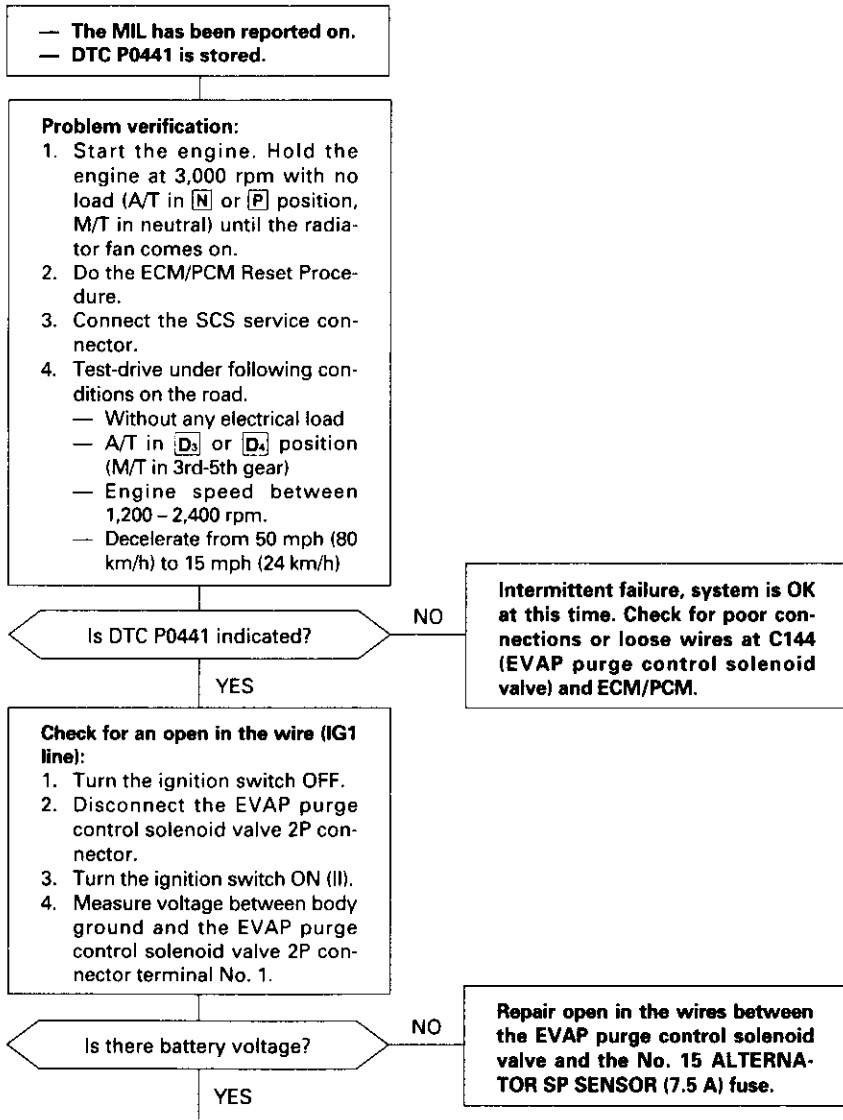 — The MIL has been reported on.
— DTC P0441 is stored.
Problem verification:
1. Start the engine. Hold the
engine at 3,000 rpm with no
load (A/T in N or P position,
M/T in neutral) until the radia-
tor fan comes on.
2. Do the ECM/PCM Reset Proce-
dure.
3. Connect the SCS service con-
nector.
4. Test-drive under following con-
ditions on the road.
— Without any electrical load
— A/T in D3 or D4 position
(M/T in 3rd-5th gear)
— Engine speed between
1,200 – 2,400 rpm.
— Decelerate from 50 mph (80
km/h) to 15 mph (24 km/h)
Is DTC P0441 indicated?
NO
Intermittent failure, system is OK
at this time. Check for poor con-
nections or loose wires at C144
(EVAP purge control solenoid
valve) and ECM/PCM.
YES
Check for an open in the wire (IG1
line):
1. Turn the ignition switch OFF.
2. Disconnect the EVAP purge
control solenoid valve 2P con-
nector.
3. Turn the ignition switch ON (II).
4. Measure voltage between body
ground and the EVAP purge
control solenoid valve 2P con-
nector terminal No. 1.
Is there battery voltage?
NO
Repair open in the wires between
the EVAP purge control solenoid
valve and the No. 15 ALTERNA-
TOR SP SENSOR (7.5 A) fuse.
YES